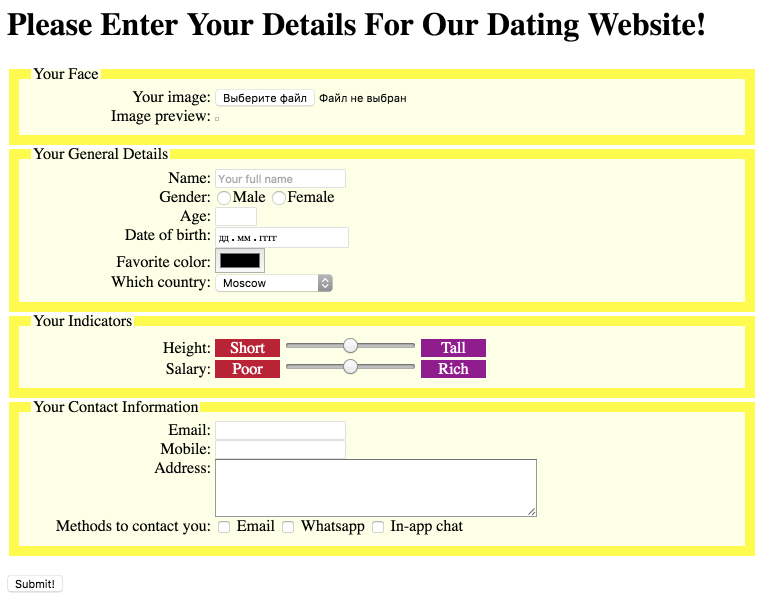 Please Enter Your Details For Our Dating Website!
Your Face
Your image: Выберите файл Файл не выбран
Image preview:
Your General Details
Name: Your full name
Gender: Male Female
Age:
Date of birth: дд.мм.гггг
Favorite color:
Which country: Moscow
Your Indicators
Height: Short Tall
Salary: Poor Rich
Your Contact Information
Email:
Mobile:
Address:
Methods to contact you: Email Whatsapp In-app chat
Submit!